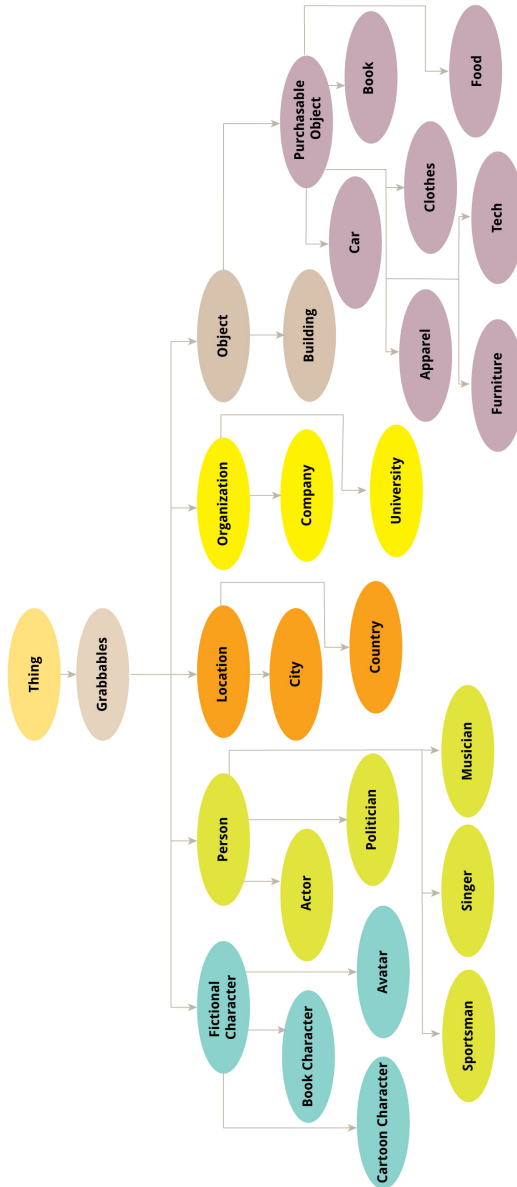 Thing
Grabbables
Fictional
Character
Person
Location
Organization
Object
Book Character
Actor
City
Company
Building
Purchasable
Object
Cartoon Character
Avatar
Politician
Country
University
Car
Book
Sportsman
Singer
Musician
Apparel
Clothes
Furniture
Tech
Food